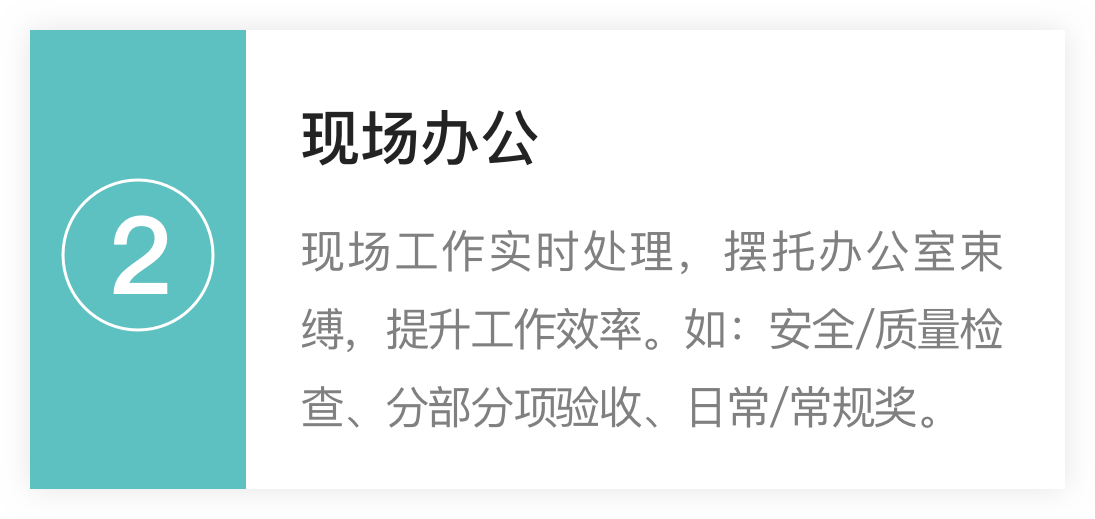 2
现场办公
现场工作实时处理，摆托办公室束
缚，提升工作效率。如：安全/质量检
查、分部分项验收、日常/常规奖。